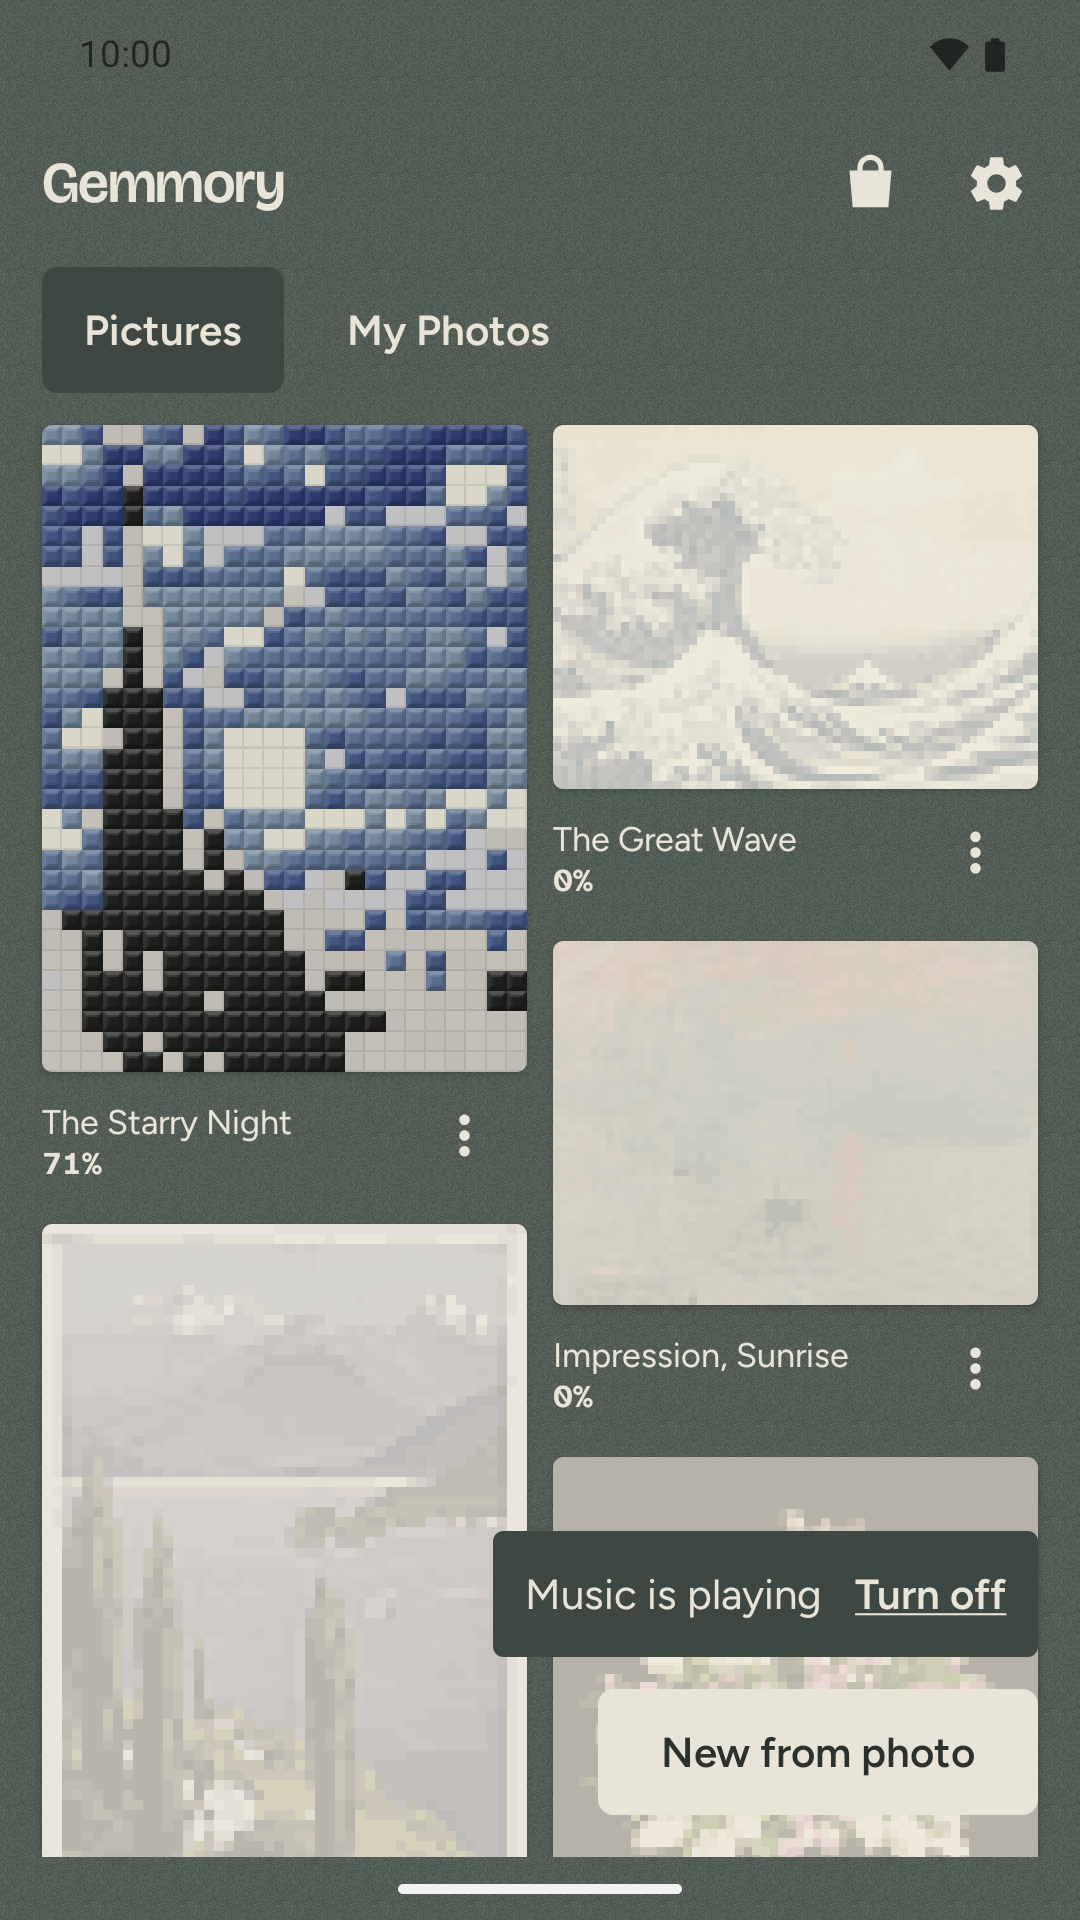 10:00
Gemmory
Pictures
My Photos
The Great Wave
0%
The Starry Night
71%
Impression, Sunrise
0%
Music is playing Turn off
New from photo